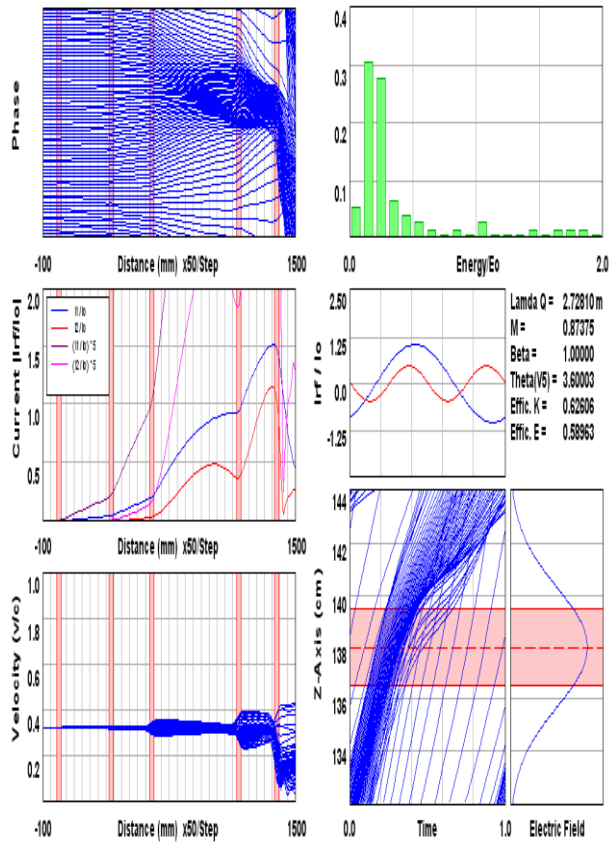 Phase
-100 Distance (mm) x50/Step 1500
0.4
0.3
0.2
0.1
0.0 Energy/Eo 2.0
Current |Irf/Io|
2.0
1.5
1.0
0.5
I1/Io
I2/Io
(I1/Io) *5
(I2/Io) *5
-100 Distance (mm) x50/Step 1500
Irf / Io
2.50
1.25
0.0
-1.25
Lamda Q = 2.72810 m
M = 0.87375
Beta = 1.00000
Theta(V5) = 3.60003
Effic. K = 0.62606
Effic. E = 0.58963
Velocity (v/c)
1.0
0.8
0.6
0.4
0.2
-100 Distance (mm) x50/Step 1500
Z-Axis (cm)
144
142
140
138
136
134
0.0 Time 1.0 Electric Field